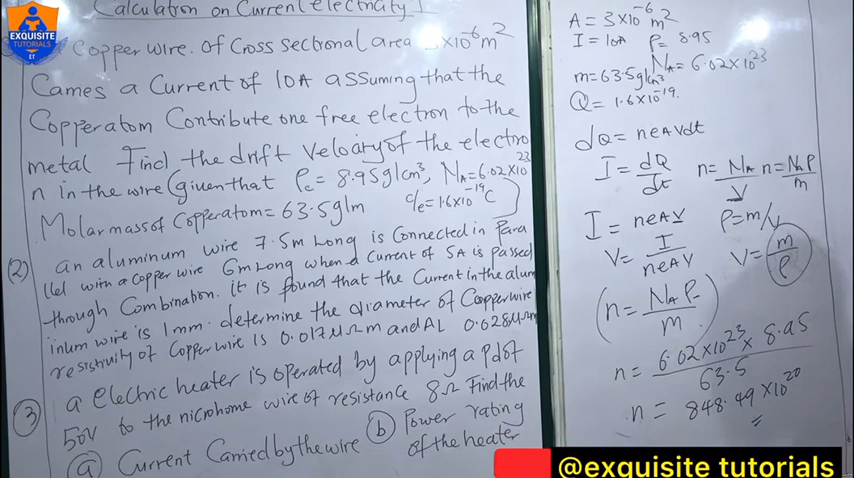 Calculation on Current electricity 1
EXQUISITE
TUTORIALS
ET
Copper wire. Of Cross Sectional area 3x10⁻⁶m²
Carries a Current of 10A assuming that the
Copper atom Contribute one free electron to the
metal Find the drift Velocity of the electro
n in the wire (given that ρc = 8.95g/cm³, NA=6.02x10²³
Molar mass of Copper atom = 63.5g/m c/e = 1.6x10⁻¹⁹C )
(2) an aluminum wire 7.5m Long is Connected in Para
llel with a Copper wire 6m Long when a Current of 5A is passed
through Combination. it is found that the Current in the alum
inum wire is 1mm. determine the diameter of Copper wire
resistivity of Copper wire is 0.017μΩm and AL 0.028μΩm
(3) a electric heater is operated by applying a Pd of
50V to the nicrhome wire of resistance 8Ω Find the
(a) Current Carried by the wire (b) Power rating
of the heater
A = 3x10⁻⁶m²
I = 10A ρ = 8.95
m = 63.5g/cm³ NA = 6.02x10²³
Q = 1.6x10⁻¹⁹.
dQ = neAVdt
I = dQ/dt n = NA/V n = NAρ/m
I = neAV ρ = m/v
V = I/neAV V = m/ρ
(n = NAρ/m)
n = 6.02x10²³ x 8.95/63.5
n = 848.49x10²⁰
@exquisite tutorials